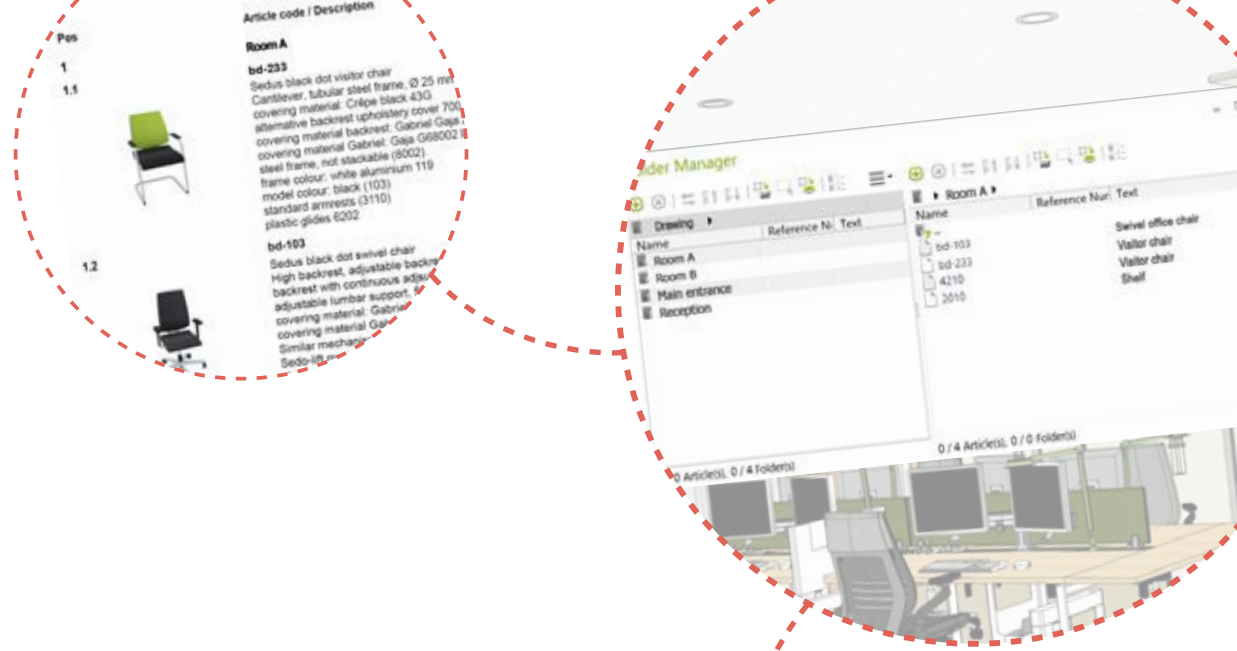 Article code / Description
Pos
Room A
1
bd-233
1.1
Sedus black dot visitor chair
Cantilever, tubular steel frame, Ø 25 mm
covering material: Crêpe black 43G
alternative backrest upholstery cover 700
covering material backrest: Gabriel Gaja
covering material Gabriel: Gaja G68002
steel frame, not stackable (8002)
frame colour: white aluminium 119
model colour: black (103)
standard armrests (3110)
plastic glides 6202
bd-103
1.2
Sedus black dot swivel chair
High backrest, adjustable
backrest with continuous
adjustable lumbar support,
covering material:
covering material
Similar
Sedo-lift
der Manager
Drawing
Name Reference N Text
Room A
Room B
Main entrance
Reception
0 Article(s), 0 / 4 Folder(s)
Room A
Name Reference Nur Text
bd-103 Swivel office chair
bd-233 Visitor chair
4210 Visitor chair
2010 Shelf
0 / 4 Article(s), 0 / 0 Folder(s)